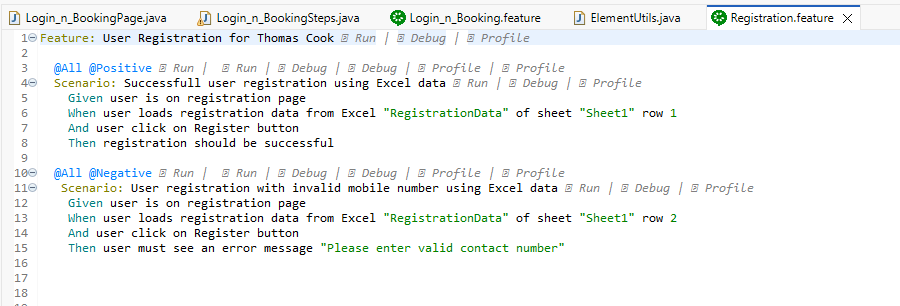 Login_n_BookingPage.java Login_n_BookingSteps.java Login_n_Booking.feature ElementUtils.java Registration.feature
1 Feature: User Registration for Thomas Cook Run | Debug | Profile
2
3 @All @Positive Run | Run | Debug | Debug | Profile | Profile
4 Scenario: Successfull user registration using Excel data Run | Debug | Profile
5 Given user is on registration page
6 When user loads registration data from Excel "RegistrationData" of sheet "Sheet1" row 1
7 And user click on Register button
8 Then registration should be successful
9
10 @All @Negative Run | Run | Debug | Debug | Profile | Profile
11 Scenario: User registration with invalid mobile number using Excel data Run | Debug | Profile
12 Given user is on registration page
13 When user loads registration data from Excel "RegistrationData" of sheet "Sheet1" row 2
14 And user click on Register button
15 Then user must see an error message "Please enter valid contact number"
16
17
18